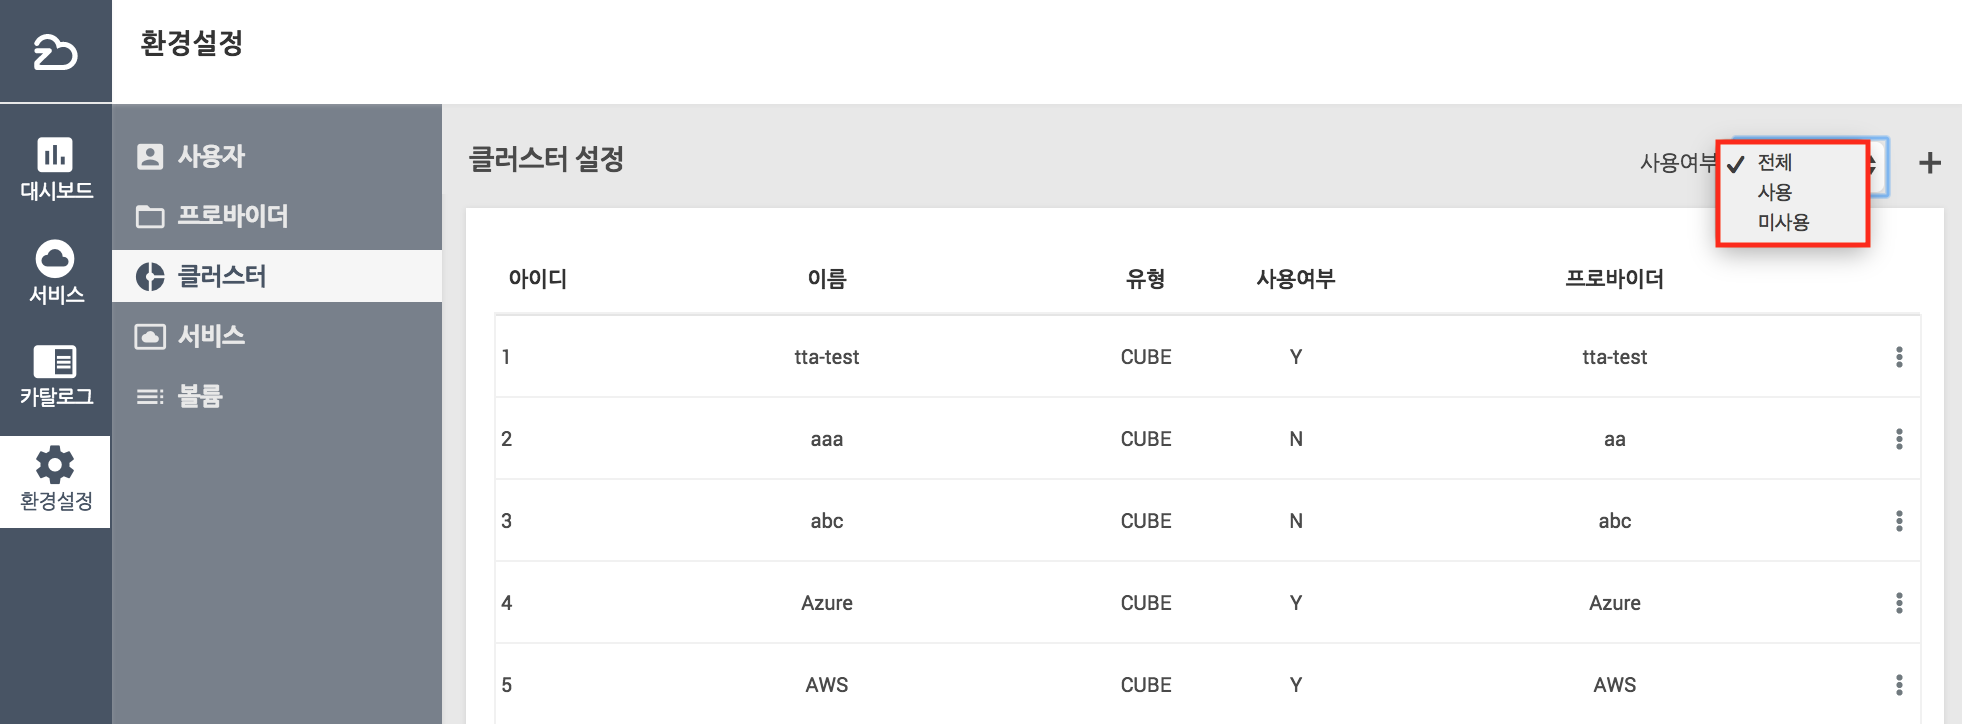 환경설정
대시보드
서비스
카탈로그
환경설정
사용자
프로바이더
클러스터
서비스
볼륨
클러스터 설정
사용여부
전체
사용
미사용
아이디 이름 유형 사용여부 프로바이더
1 tta-test CUBE Y tta-test
2 aaa CUBE N aa
3 abc CUBE N abc
4 Azure CUBE Y Azure
5 AWS CUBE Y AWS